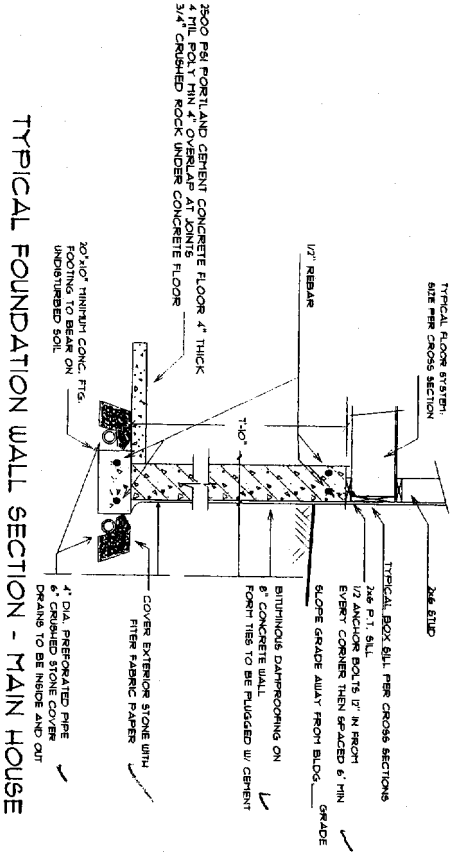 TYPICAL FLOOR SYSTEM:
SIZE PER CROSS SECTION
2x6 STUD
TYPICAL BOX SILL PER CROSS SECTIONS
2x6 P.T. SILL
1/2 ANCHOR BOLTS 12" IN FROM
EVERY CORNER THEN SPACED 6' MIN
GRADE
SLOPE GRADE AWAY FROM BLDG.
1/2" REBAR
7'-10"
BITUMINOUS DAMPROOFING ON
8" CONCRETE WALL
FORM TIES TO BE PLUGGED W/ CEMENT
2500 PSI PORTLAND CEMENT CONCRETE FLOOR 4" THICK
4 MIL POLY MIN 4" OVERLAP AT JOINTS
3/4" CRUSHED ROCK UNDER CONCRETE FLOOR
COVER EXTERIOR STONE WITH
FITER FABRIC PAPER
20"x10" MINIMUM CONC. FTG.
FOOTING TO BEAR ON
UNDISTURBED SOIL
4" DIA. PREFORATED PIPE
6" CRUSHED STONE COVER
DRAINS TO BE INSIDE AND OUT
TYPICAL FOUNDATION WALL SECTION - MAIN HOUSE